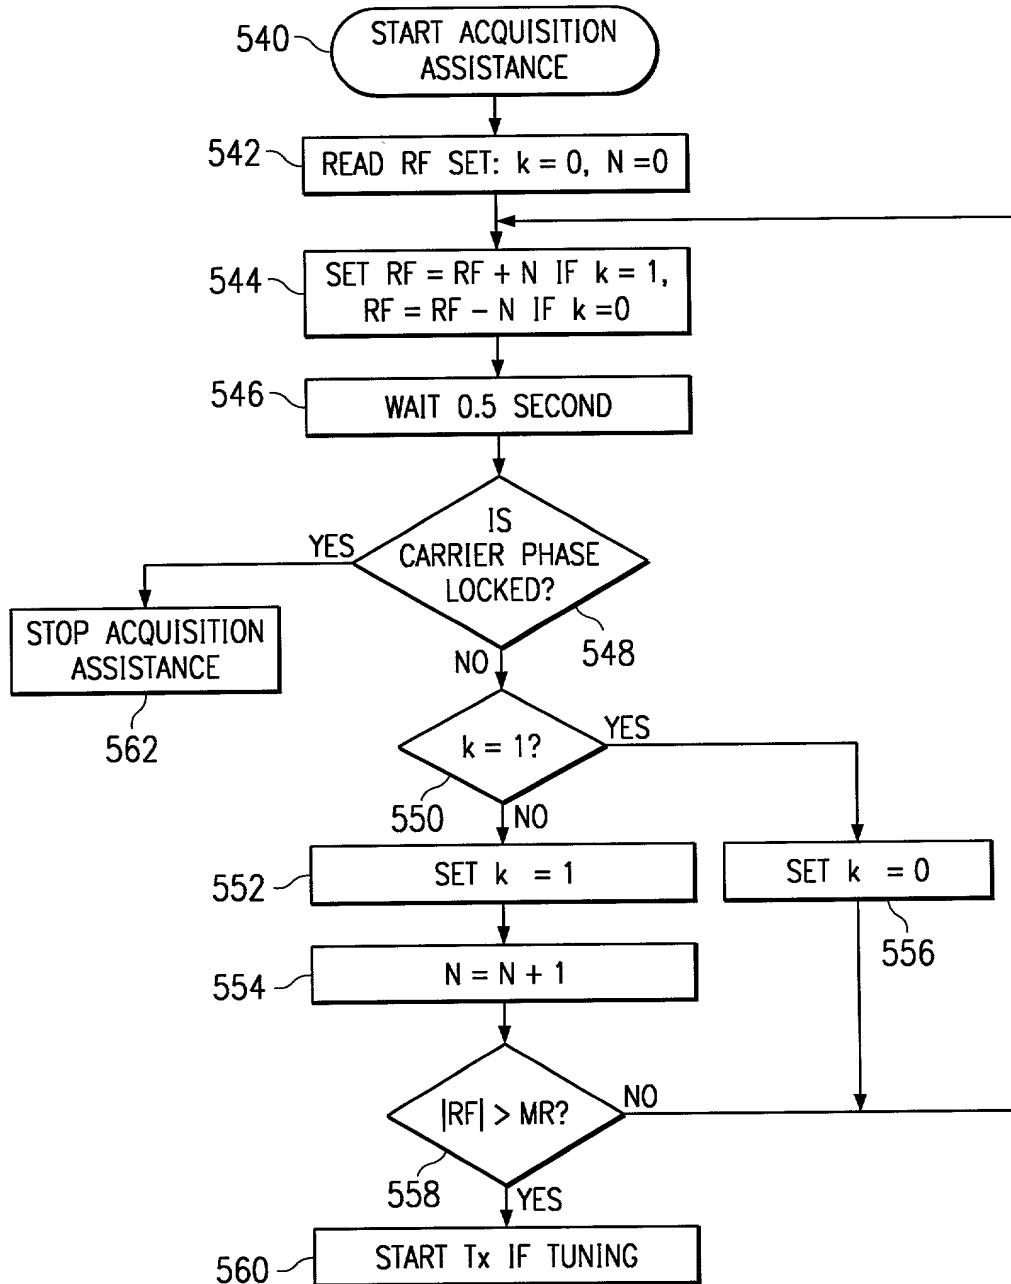 540
START ACQUISITION
ASSISTANCE
542
READ RF SET: k = 0, N =0
544
SET RF = RF + N IF k = 1,
RF = RF – N IF k =0
546
WAIT 0.5 SECOND
IS
CARRIER PHASE
LOCKED?
YES
548
NO
STOP ACQUISITION
ASSISTANCE
562
k = 1?
YES
550
NO
552
SET k = 1
SET k = 0
556
554
N = N + 1
|RF| > MR?
NO
558
YES
560
START Tx IF TUNING